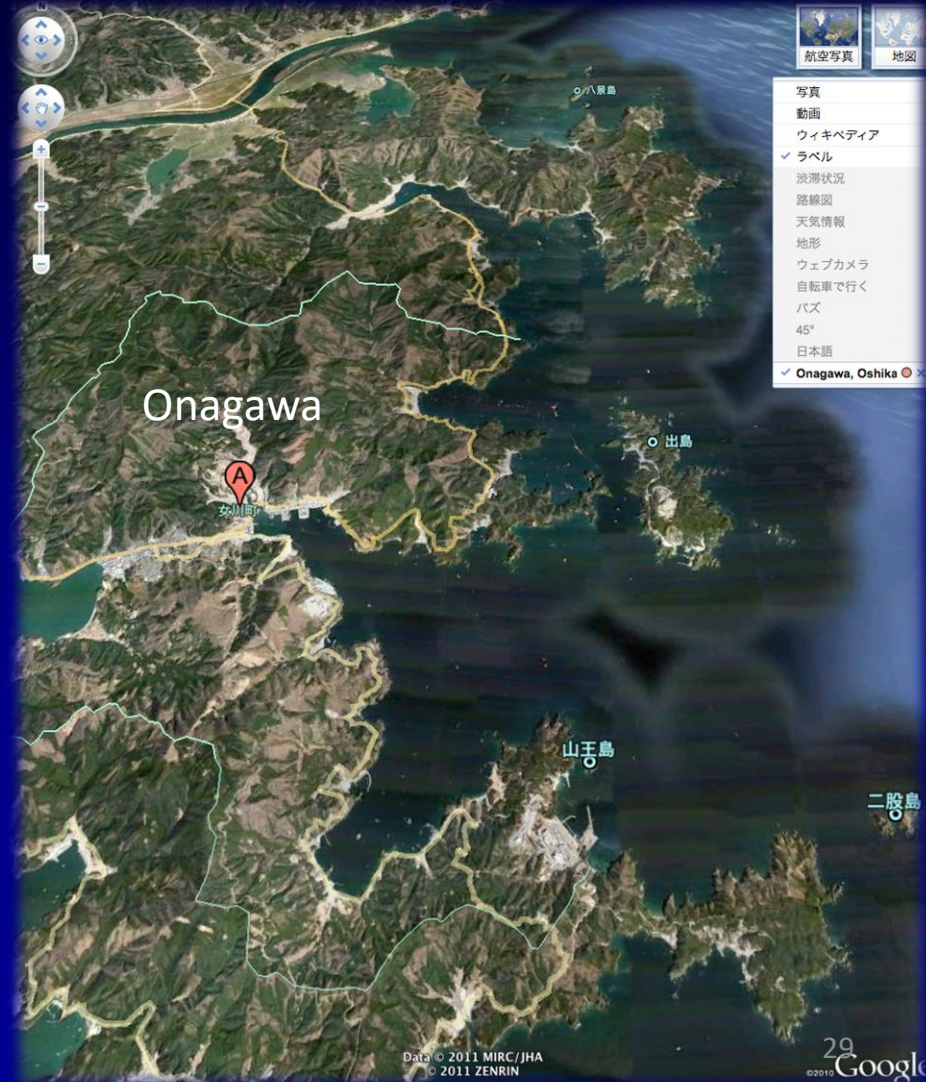 N
航空写真
地図
八景島
写真
動画
ウィキペディア
✓ ラベル
渋滞状況
路線図
天気情報
地形
ウェブカメラ
自転車で行く
バズ
45°
日本語
✓ Onagawa, Oshika ×
Onagawa
出島
A
女川町
山王島
二股島
Data © 2011 MIRC/JHA
© 2011 ZENRIN
29
©2010 Google